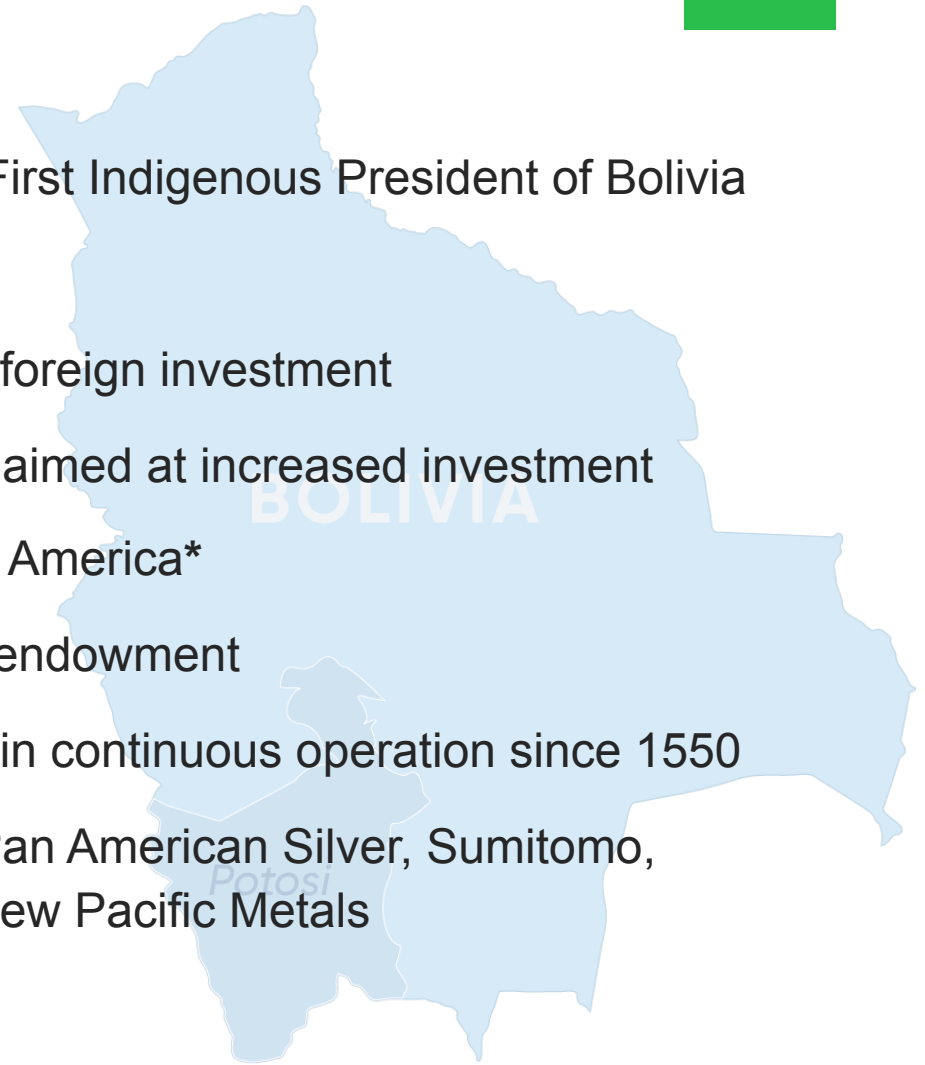 First Indigenous President of Bolivia
foreign investment
aimed at increased investment
BOLIVIA
America*
endowment
in continuous operation since 1550
Pan American Silver, Sumitomo,
Potosi
ew Pacific Metals